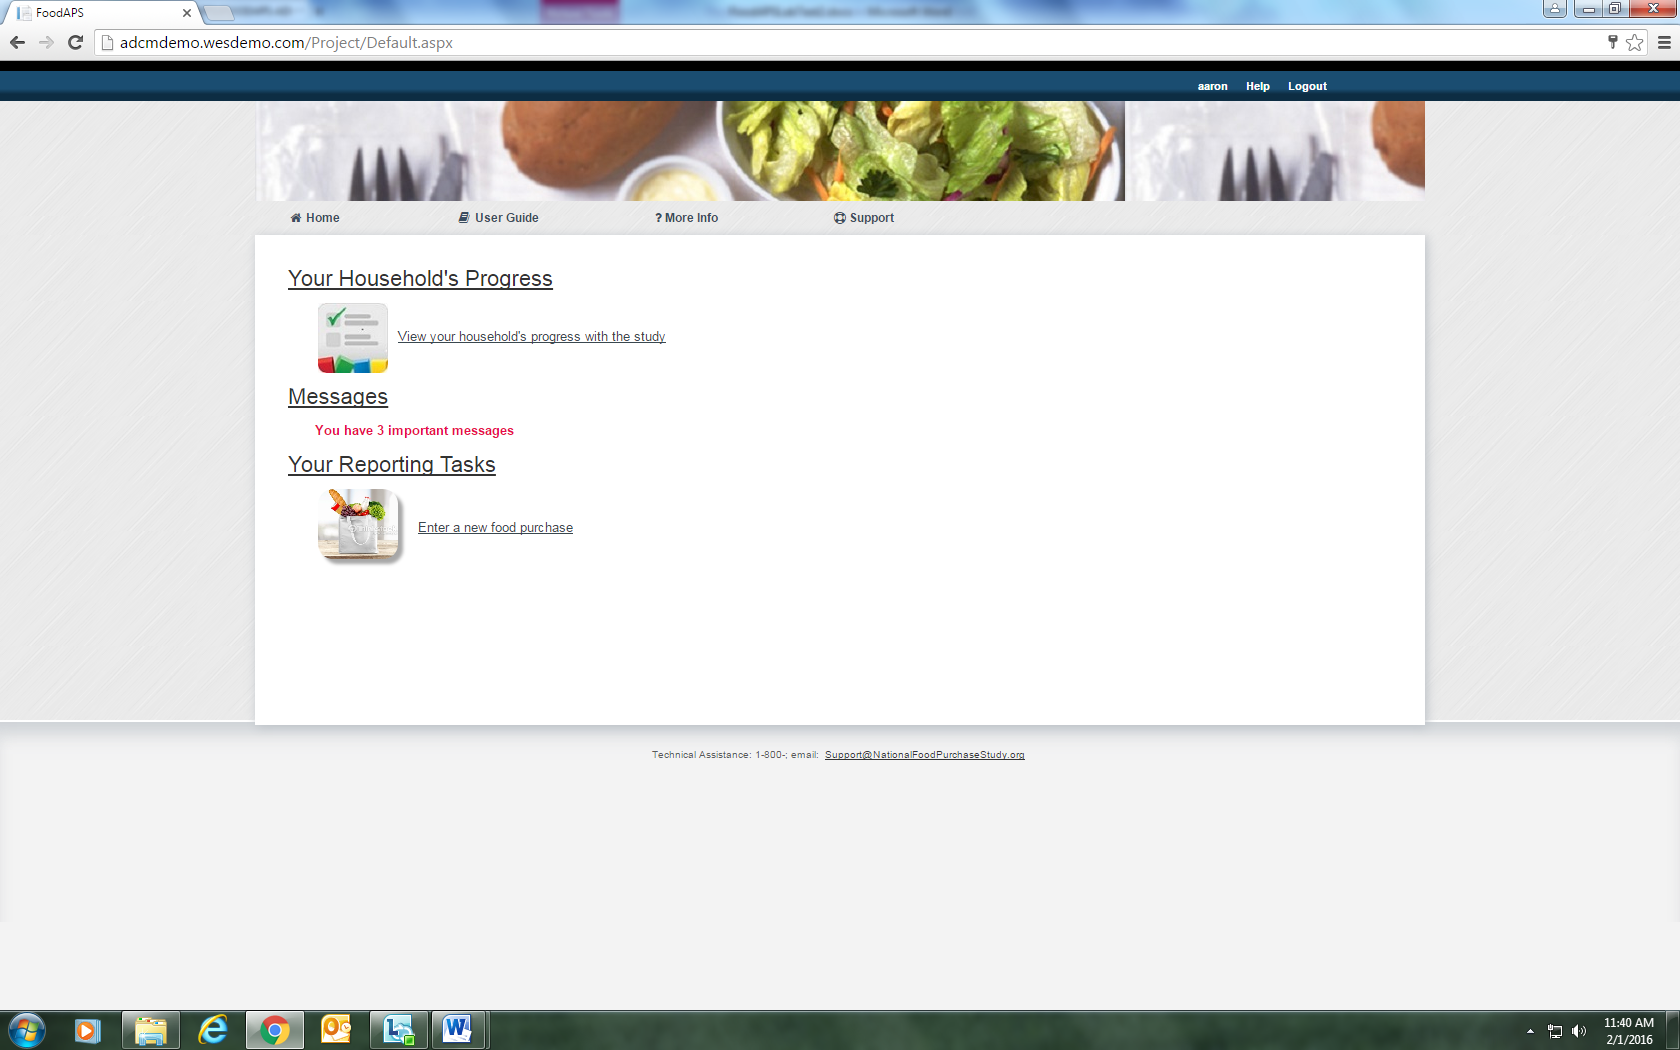 FoodAPS
adcmdemo.wesdemo.com/Project/Default.aspx
aaron Help Logout
Home User Guide ? More Info Support
Your Household's Progress
View your household's progress with the study
Messages
You have 3 important messages
Your Reporting Tasks
Enter a new food purchase
Technical Assistance: 1-800-; email: Support@NationalFoodPurchaseStudy.org
11:40 AM
2/1/2016